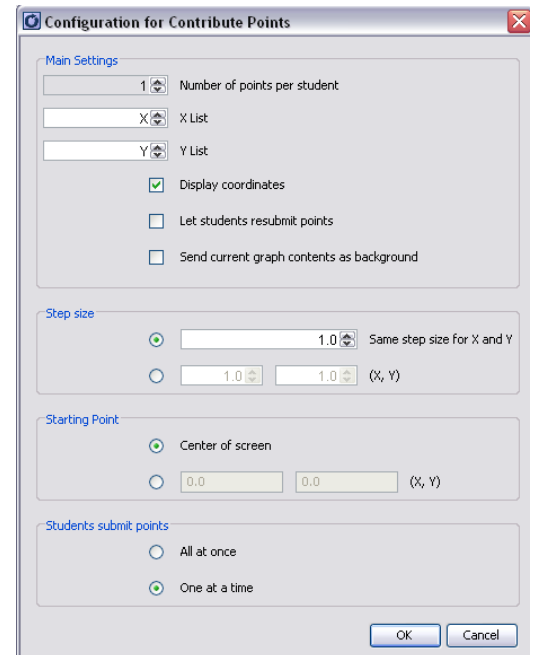 Configuration for Contribute Points
Main Settings
1 Number of points per student
X X List
Y Y List
Display coordinates
Let students resubmit points
Send current graph contents as background
Step size
1.0 Same step size for X and Y
1.0 1.0 (X, Y)
Starting Point
Center of screen
0.0 0.0 (X, Y)
Students submit points
All at once
One at a time
OK Cancel